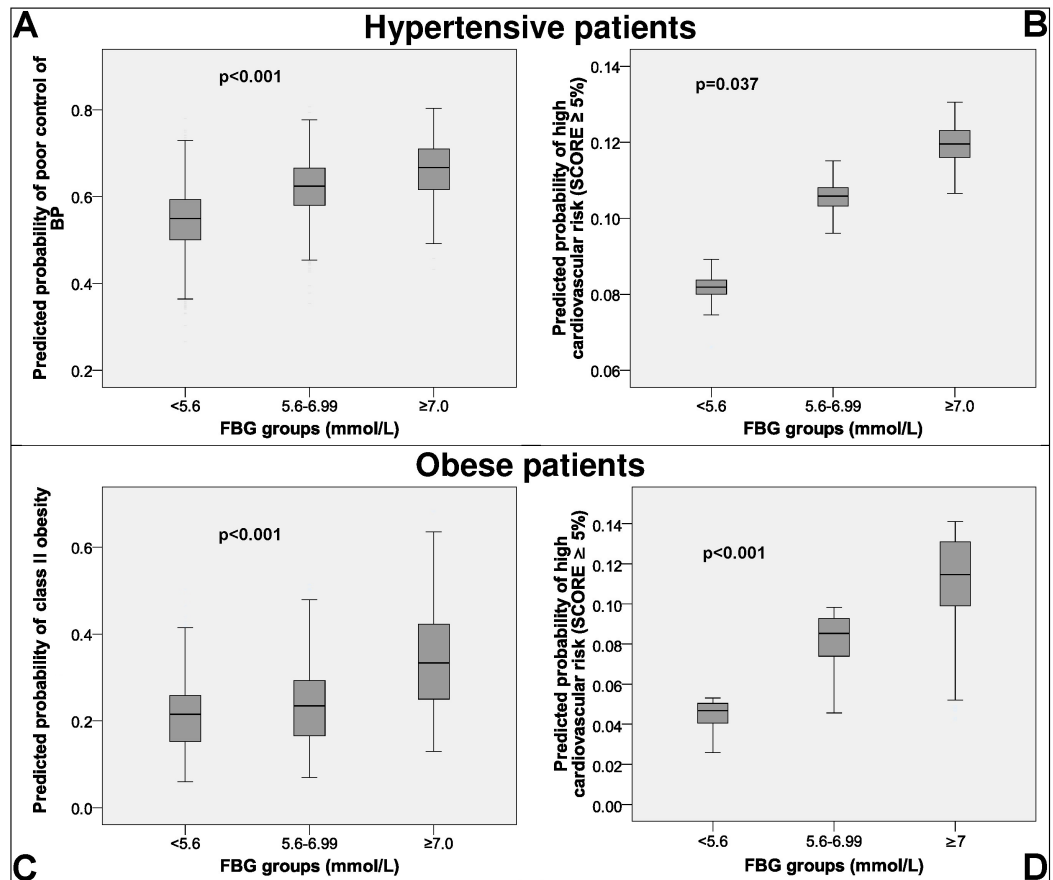 A
Hypertensive patients
B
Predicted probability of poor control of
BP
p<0.001
0.8
0.6
0.4
0.2
<5.6
5.6-6.99
≥7.0
FBG groups (mmol/L)
Predicted probability of high
cardiovascular risk (SCORE ≥ 5%)
p=0.037
0.14
0.12
0.10
0.08
0.06
<5.6
5.6-6.99
≥7.0
FBG groups (mmol/L)
Obese patients
Predicted probability of class II obesity
p<0.001
0.6
0.4
0.2
0.0
<5.6
5.6-6.99
≥7.0
FBG groups (mmol/L)
C
Predicted probability of high
cardiovascular risk (SCORE ≥ 5%)
p<0.001
0.14
0.12
0.10
0.08
0.06
0.04
0.02
0.00
<5.6
5.6-6.99
≥7
FBG groups (mmol/L)
D